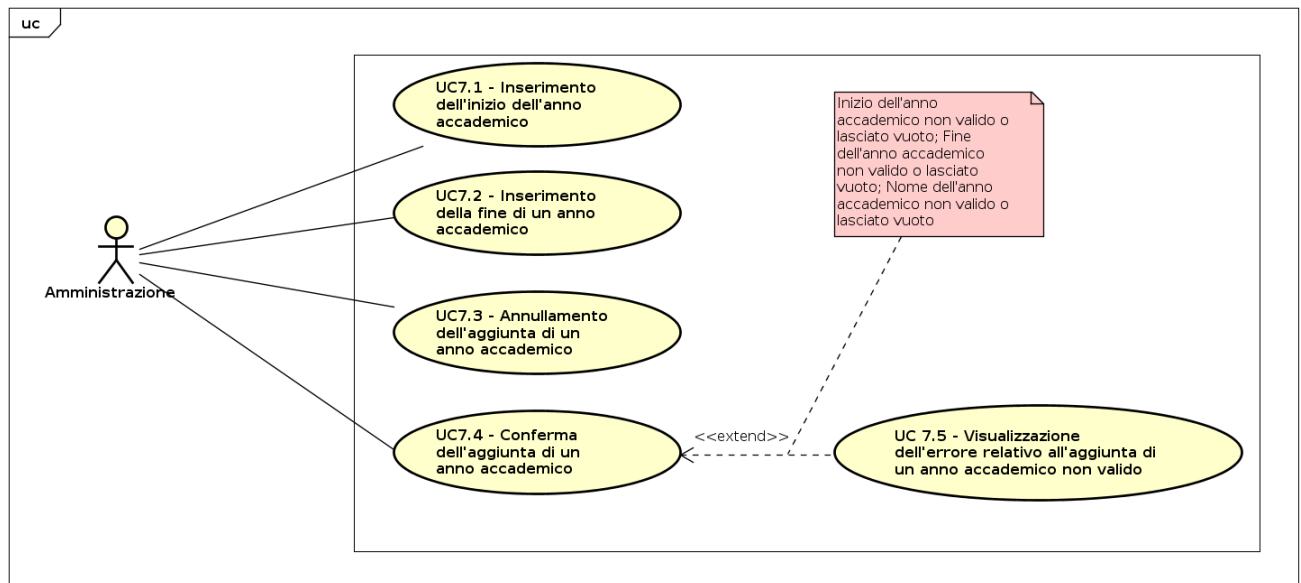 uc
UC7.1 - Inserimento
dell'inizio dell'anno
accademico
Inizio dell'anno
accademico non valido o
lasciato vuoto; Fine
dell'anno accademico
non valido o lasciato
vuoto; Nome dell'anno
accademico non valido o
lasciato vuoto
UC7.2 - Inserimento
della fine di un anno
accademico
Amministrazione
UC7.3 - Annullamento
dell'aggiunta di un
anno accademico
UC7.4 - Conferma
dell'aggiunta di un
anno accademico
<<extend>>
UC 7.5 - Visualizzazione
dell'errore relativo all'aggiunta di
un anno accademico non valido